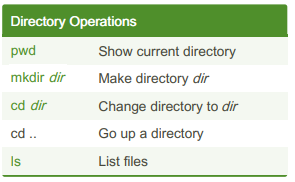 Directory Operations
pwd Show current directory
mkdir dir Make directory dir
cd dir Change directory to dir
cd .. Go up a directory
ls List files